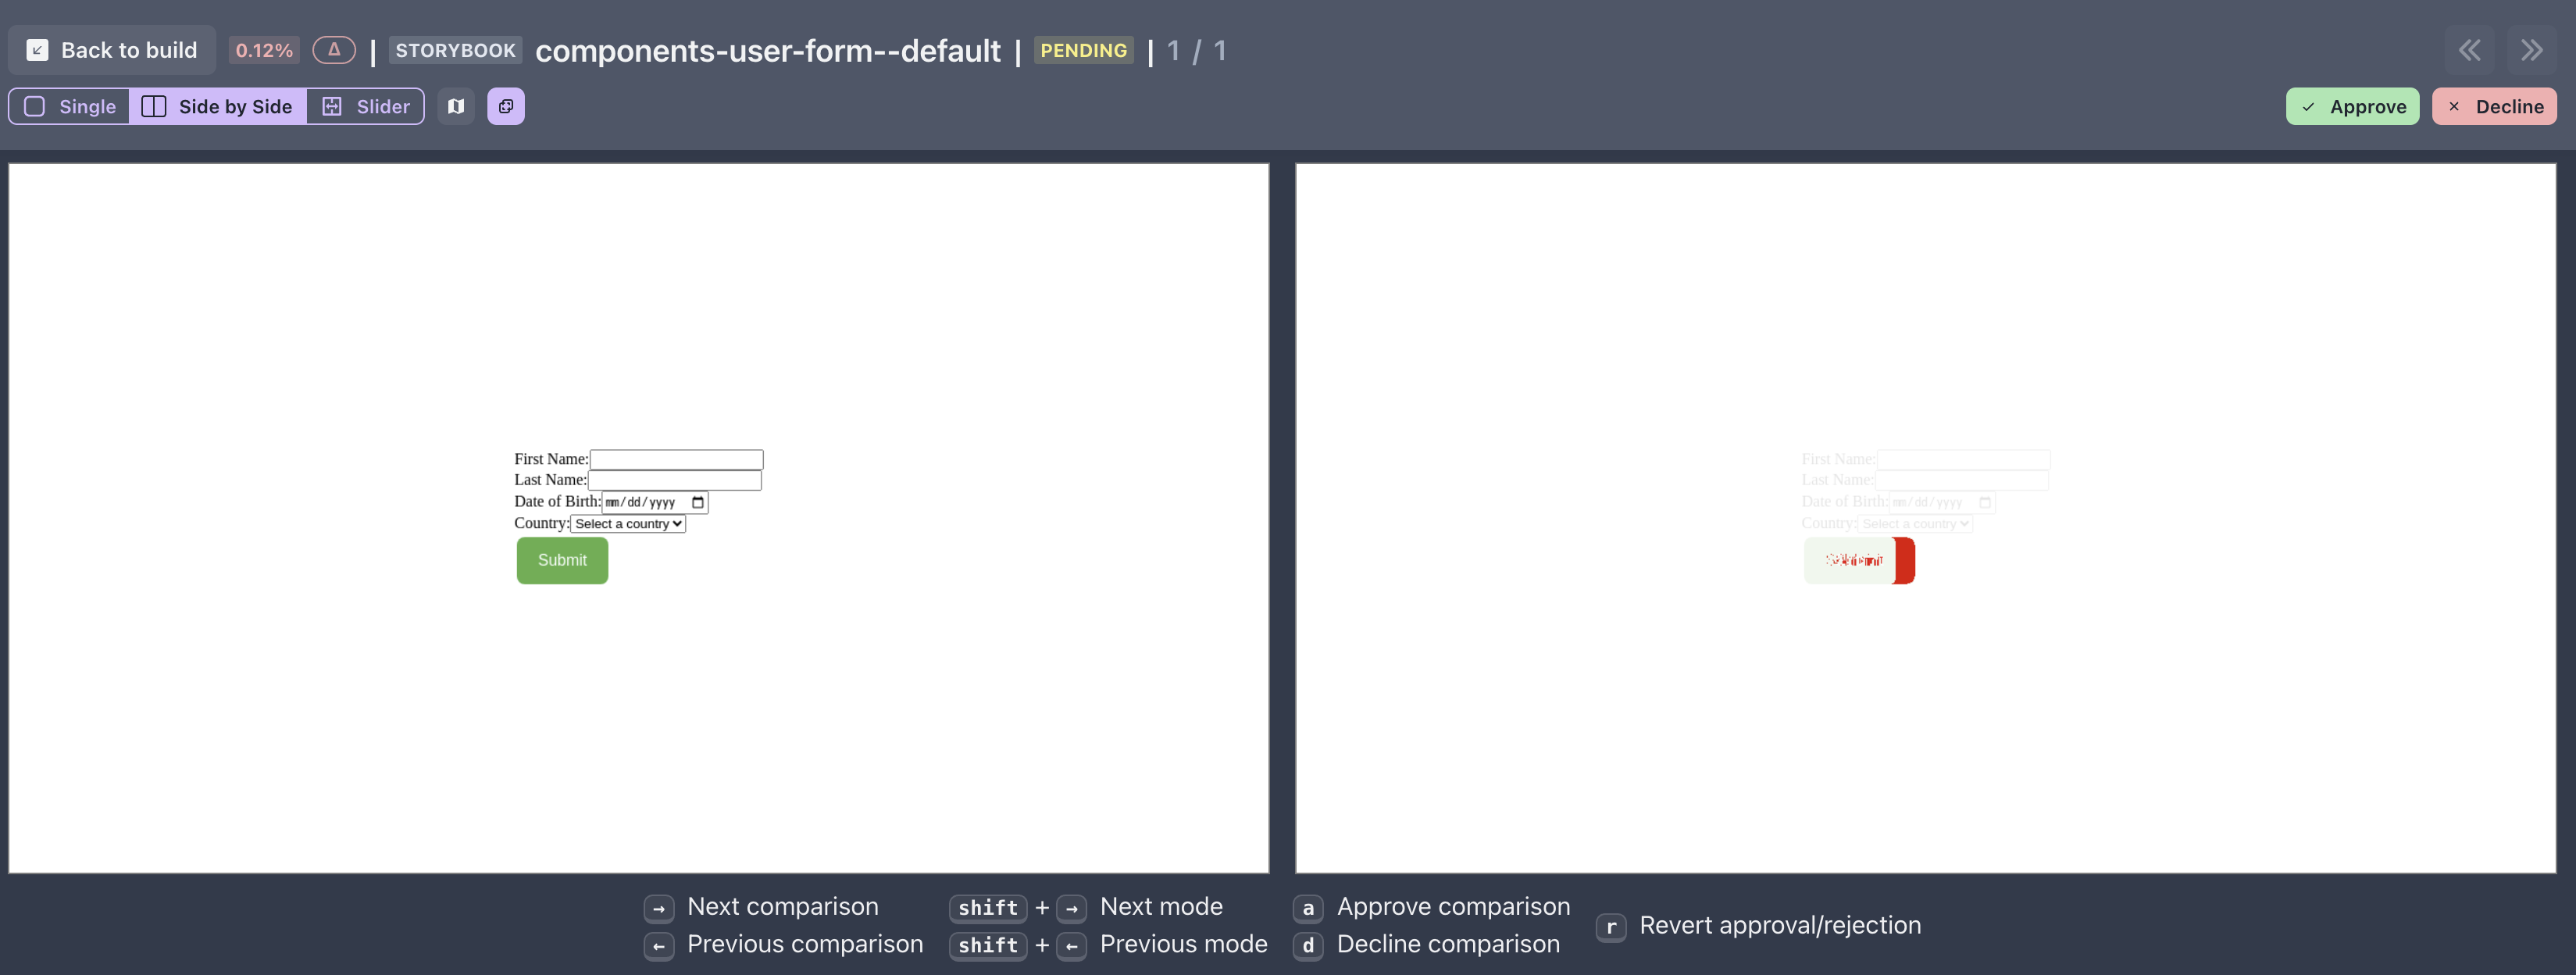 Back to build 0.12% Δ | STORYBOOK components-user-form--default | PENDING | 1 / 1
Single Side by Side Slider Approve Decline
First Name:
Last Name:
Date of Birth: mm/dd/yyyy
Country: Select a country
Submit
First Name:
Last Name:
Date of Birth: mm/dd/yyyy
Country: Select a country
→ Next comparison shift + → Next mode a Approve comparison
← Previous comparison shift + ← Previous mode d Decline comparison
r Revert approval/rejection